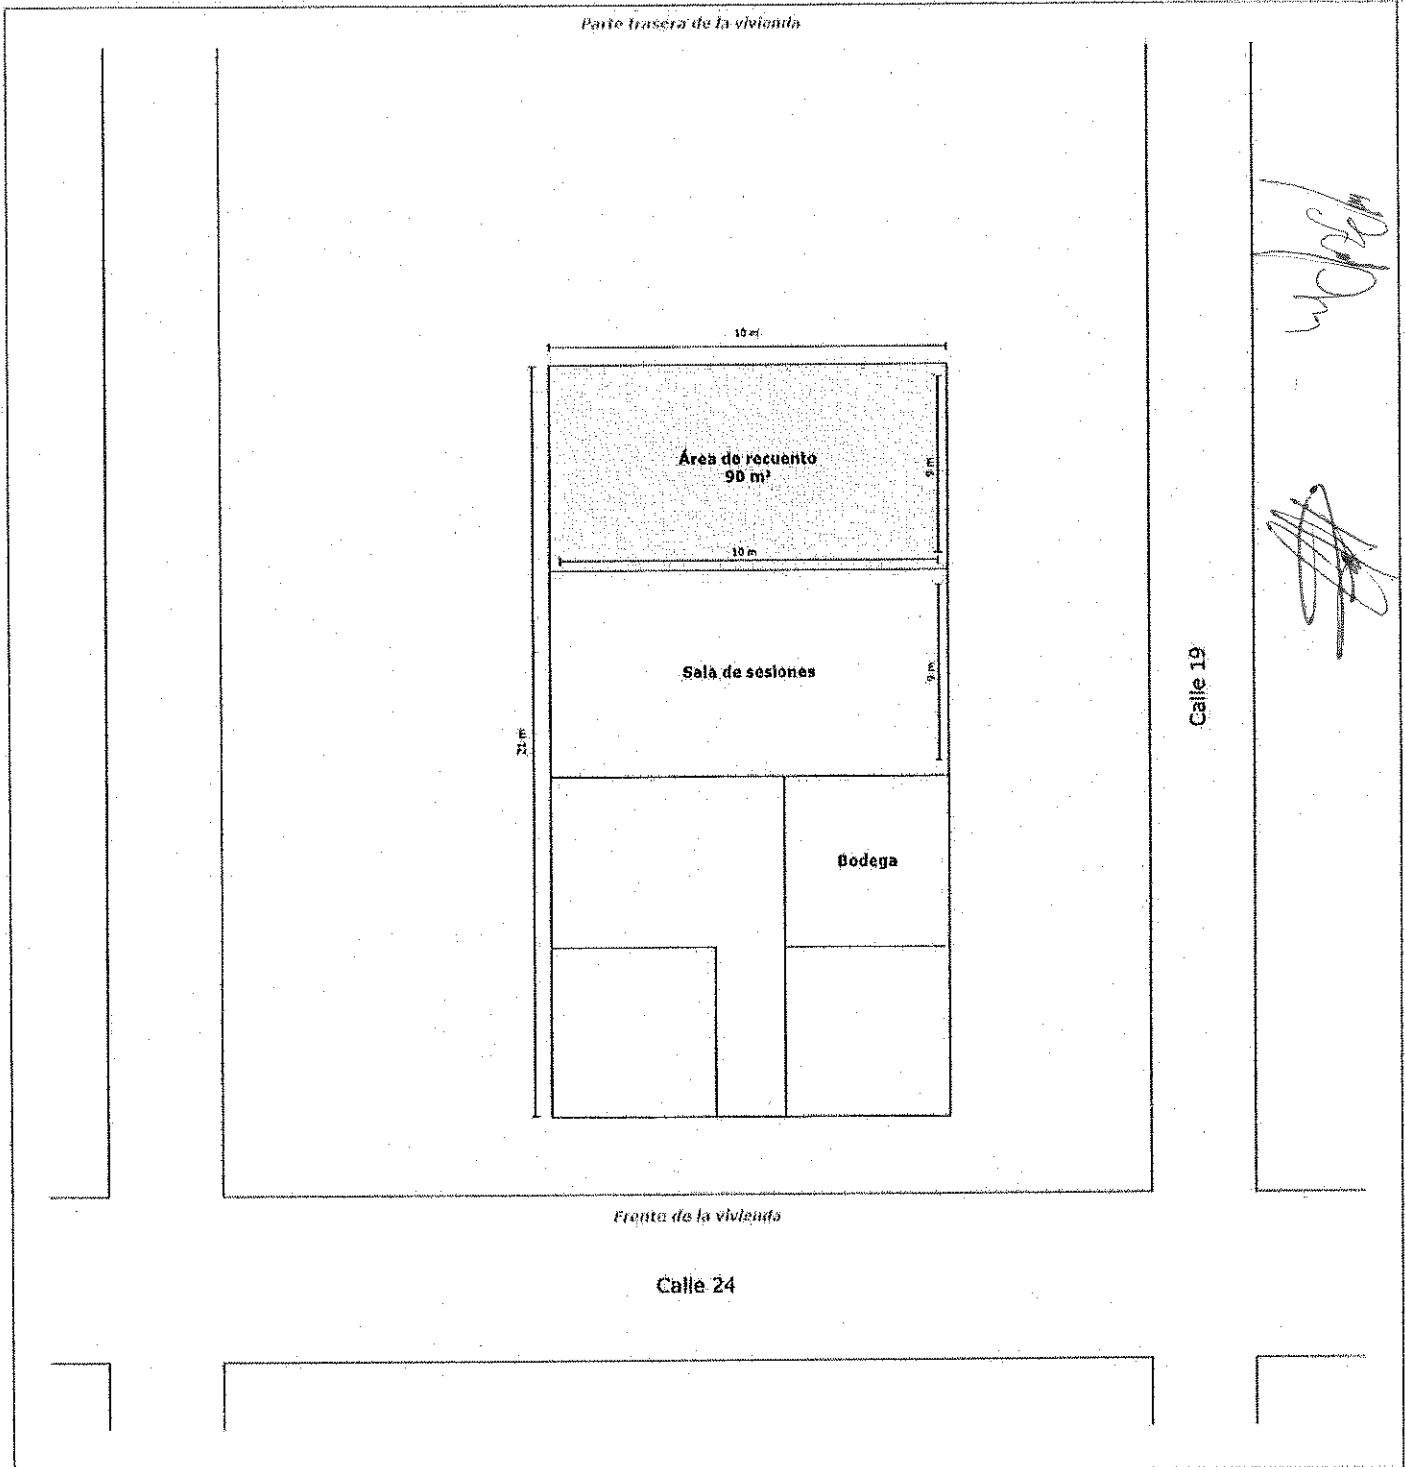 Parte trasera de la vivienda
10 m
Área de recuento
90 m²
9 m
10 m
Sala de sesiones
9 m
Calle 19
21 m
Bodega
Frente de la vivienda
Calle 24